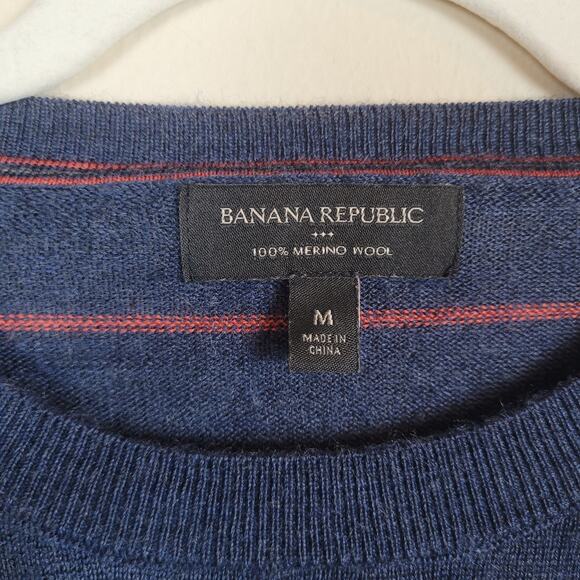 BANANA REPUBLIC
100% MERINO WOOL
M
MADE IN
CHINA